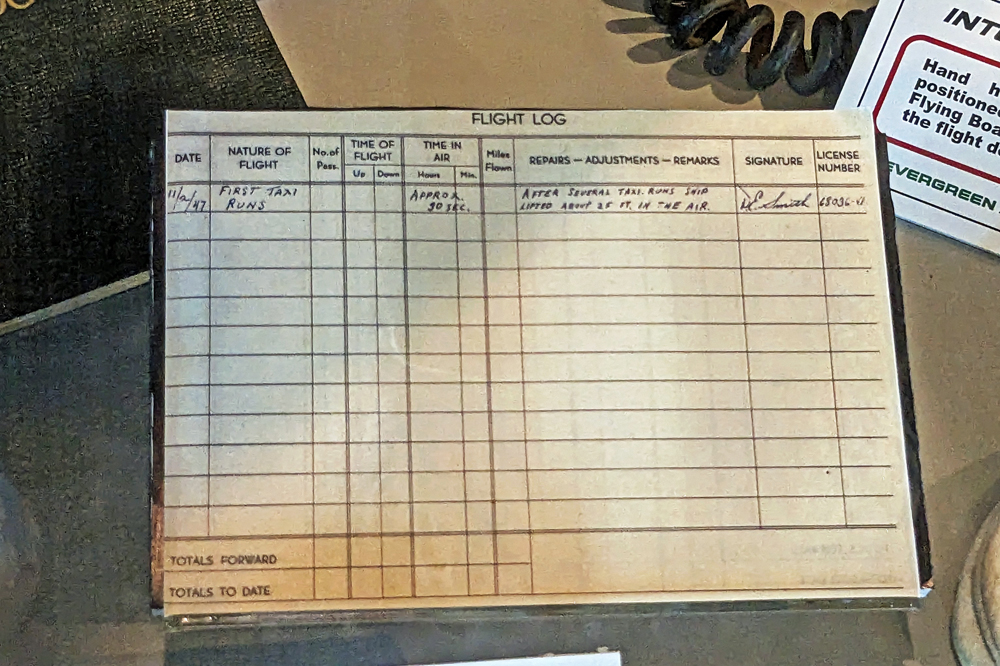 FLIGHT LOG
DATE
NATURE OF
FLIGHT
No. of
Pass.
TIME OF
FLIGHT
Up Down
TIME IN
AIR
Hours Min.
Miles
Flown
REPAIRS — ADJUSTMENTS — REMARKS
SIGNATURE
LICENSE
NUMBER
11/2/47
FIRST TAXI
RUNS
APPROX.
30 SEC.
AFTER SEVERAL TAXI RUNS SHIP
LIFTED ABOUT 25 FT. IN THE AIR.
Smith
TOTALS FORWARD
TOTALS TO DATE
Hand
positioned
Flying Boa
the flight
EVERGREEN